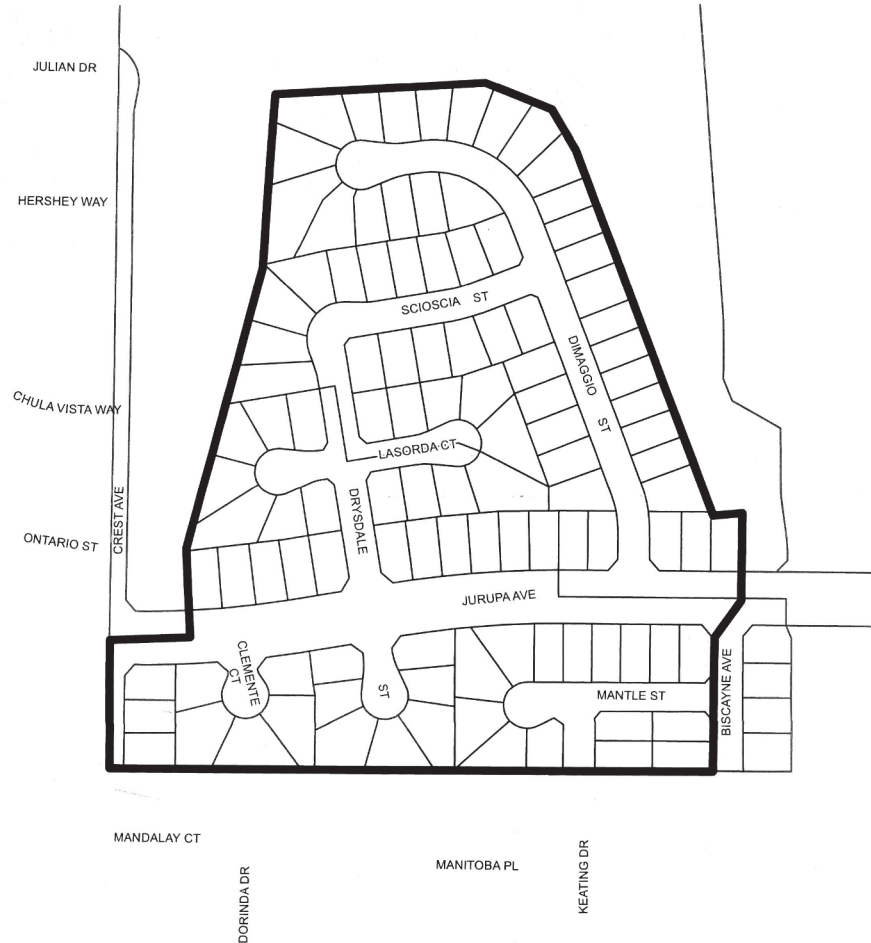 JULIAN DR
HERSHEY WAY
SCIOSCIA ST
DIMAGGIO ST
CHULA VISTA WAY
LASORDA CT
CREST AVE
DRYSDALE
ONTARIO ST
JURUPA AVE
CLEMENTE CT
ST
MANTLE ST
BISCAYNE AVE
MANDALAY CT
DORINDA DR
MANITOBA PL
KEATING DR